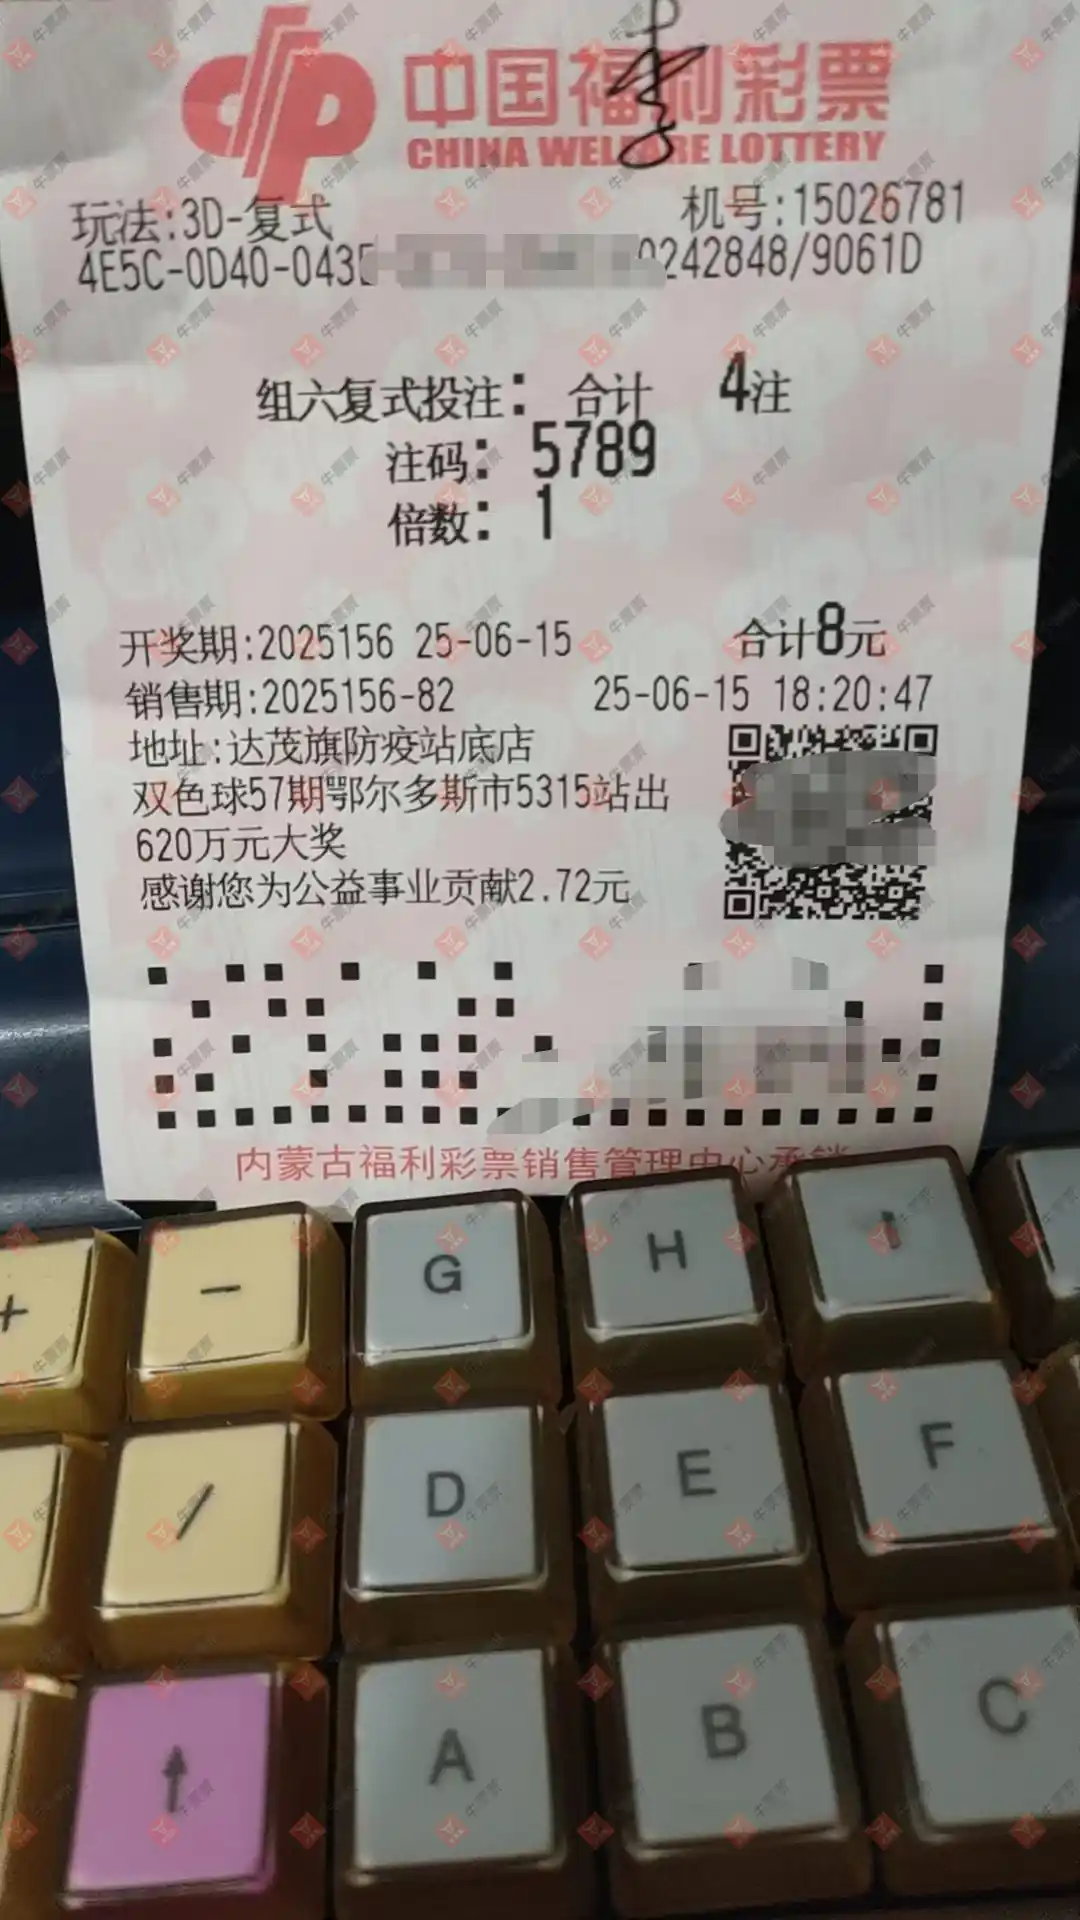 李
中国福利彩票
CHINA WELFARE LOTTERY
玩法:3D-复式 机号:15026781
4E5C-0D40-043 0242848/9061D
组六复式投注: 合计 4注
注码: 5789
倍数: 1
开奖期:2025156 25-06-15 合计8元
销售期:2025156-82 25-06-15 18:20:47
地址:达茂旗防疫站底店
双色球57期鄂尔多斯市5315站出
620万元大奖
感谢您为公益事业贡献2.72元
内蒙古福利彩票销售管理中心承销
+ - G H I
/ D E F
↑ A B C
牛票票